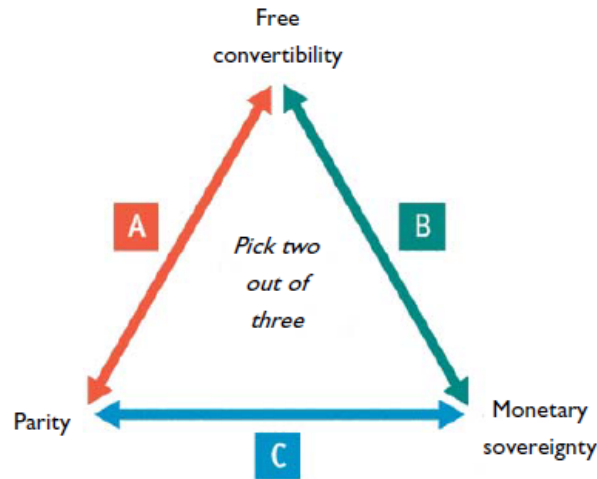 Free
convertibility
A
B
Pick two
out of
three
Parity
Monetary
sovereignty
C